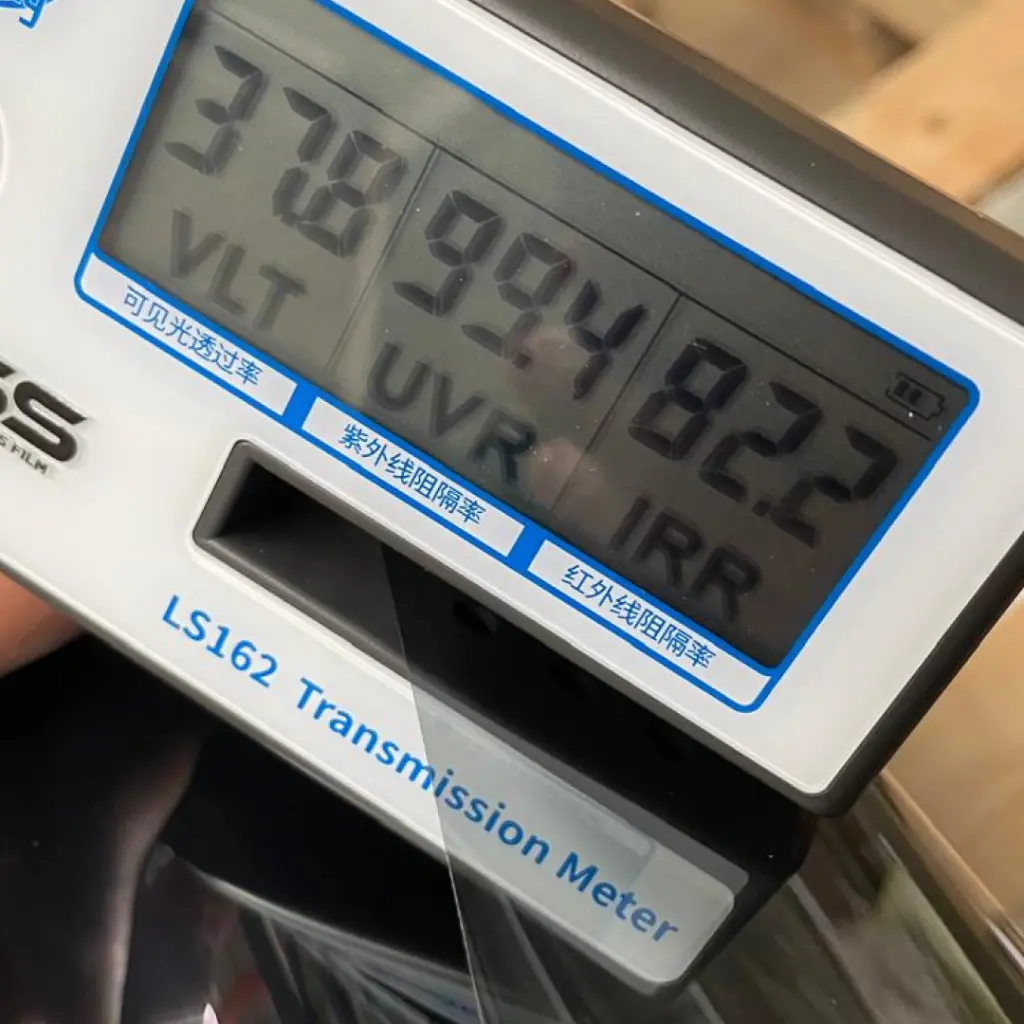 37.8 99.4 82.2
VLT UVR IRR
可见光透过率 紫外线阻隔率 红外线阻隔率
LS162 Transmission Meter
S FILM